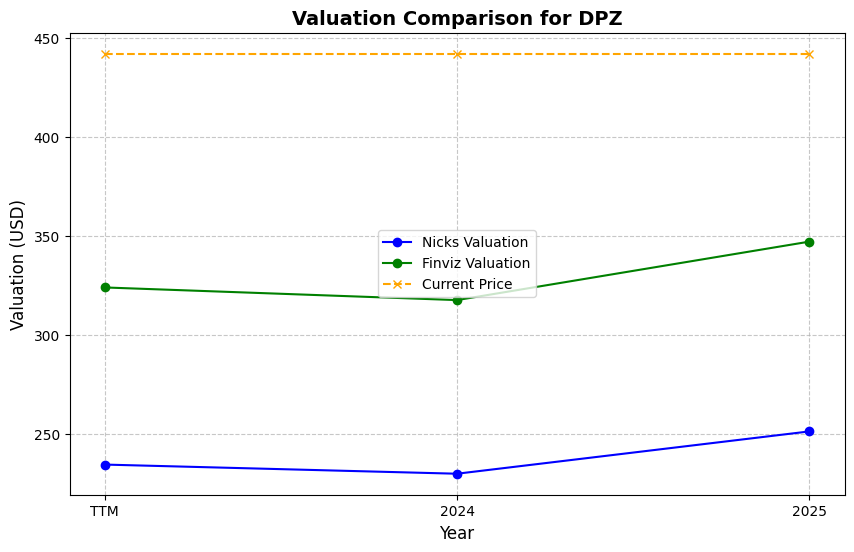 Valuation Comparison for DPZ
450
400
350
300
250
Valuation (USD)
Nicks Valuation
Finviz Valuation
Current Price
TTM
2024
2025
Year